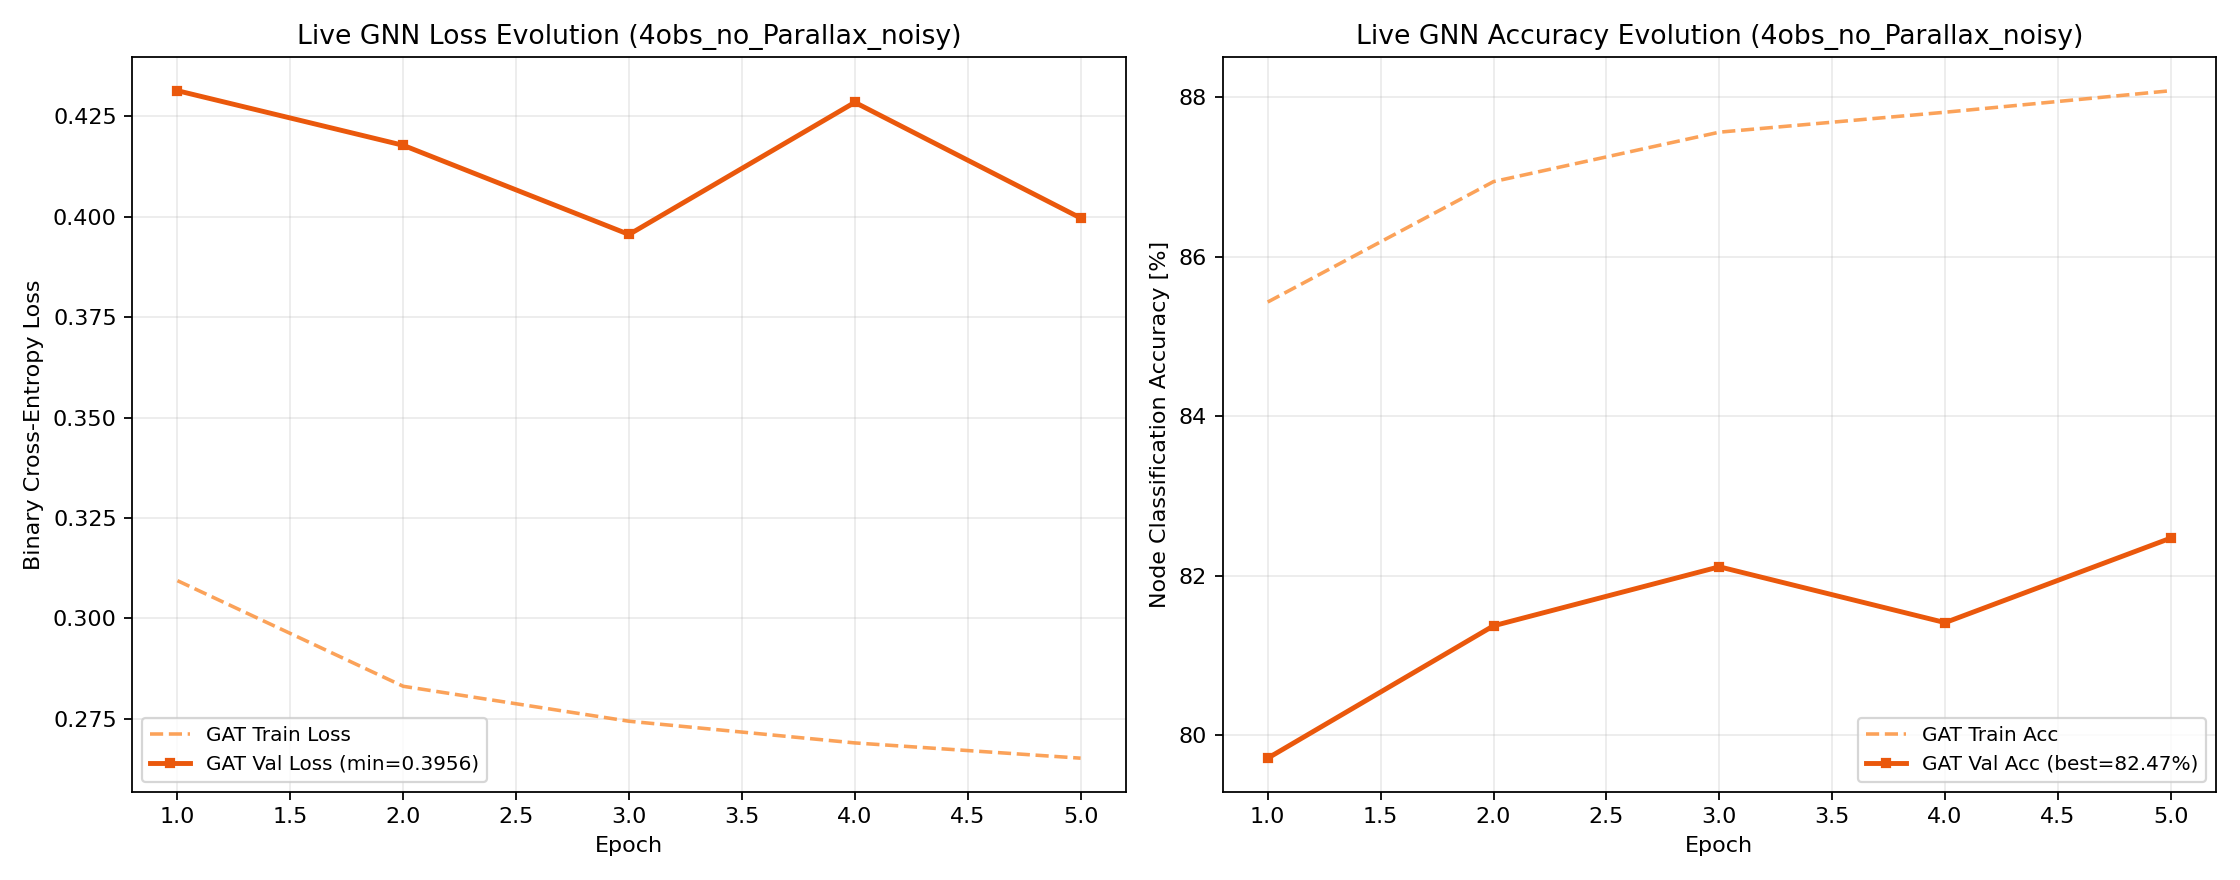 Live GNN Loss Evolution (4obs_no_Parallax_noisy)
Binary Cross-Entropy Loss
0.425
0.400
0.375
0.350
0.325
0.300
0.275
GAT Train Loss
GAT Val Loss (min=0.3956)
1.0 1.5 2.0 2.5 3.0 3.5 4.0 4.5 5.0
Epoch
Live GNN Accuracy Evolution (4obs_no_Parallax_noisy)
Node Classification Accuracy [%]
88
86
84
82
80
GAT Train Acc
GAT Val Acc (best=82.47%)
1.0 1.5 2.0 2.5 3.0 3.5 4.0 4.5 5.0
Epoch